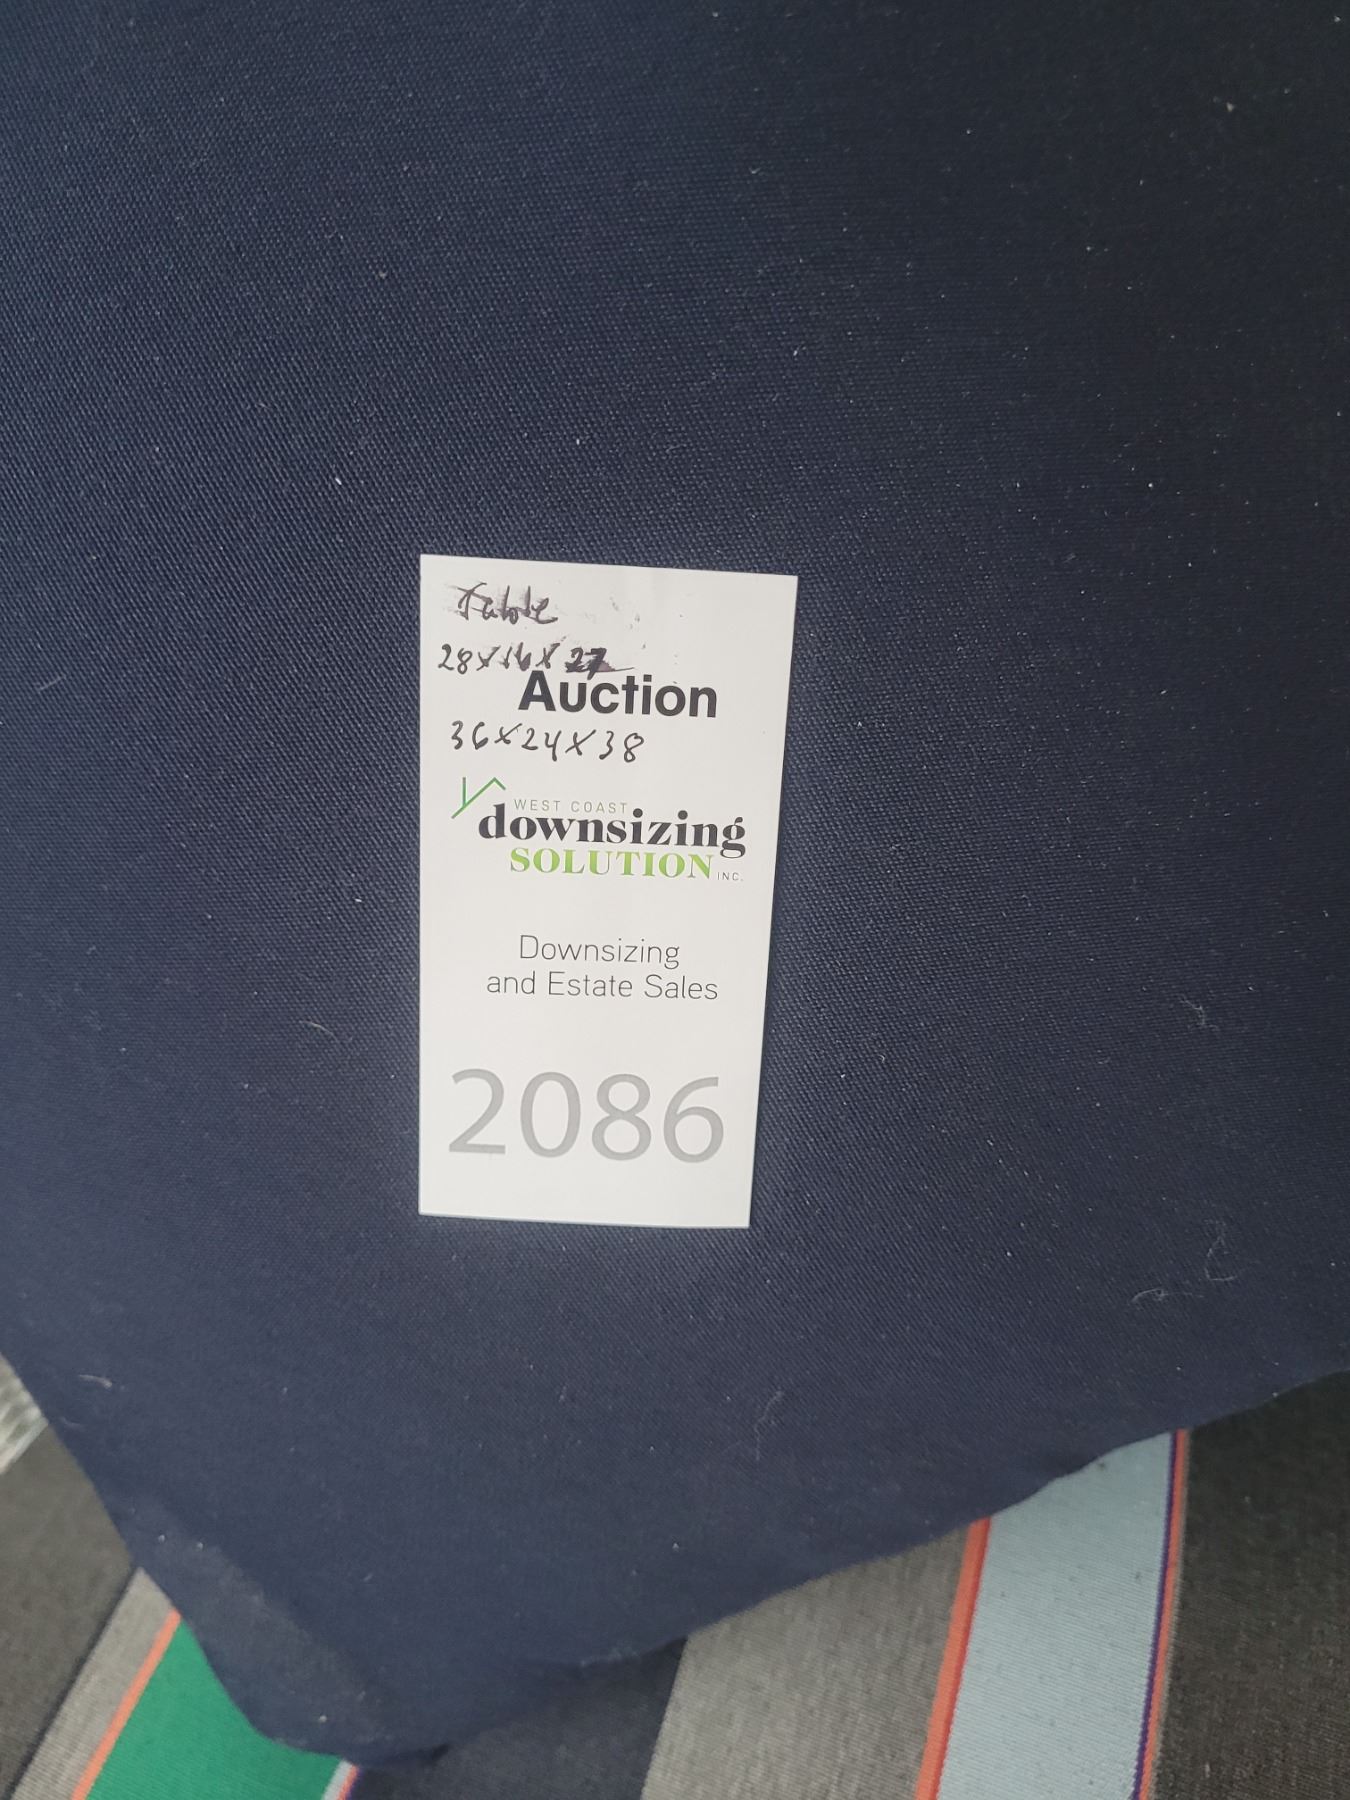 Table
28x16x27
Auction
36x24x38
WEST COAST
downsizing
SOLUTION INC.
Downsizing
and Estate Sales
2086